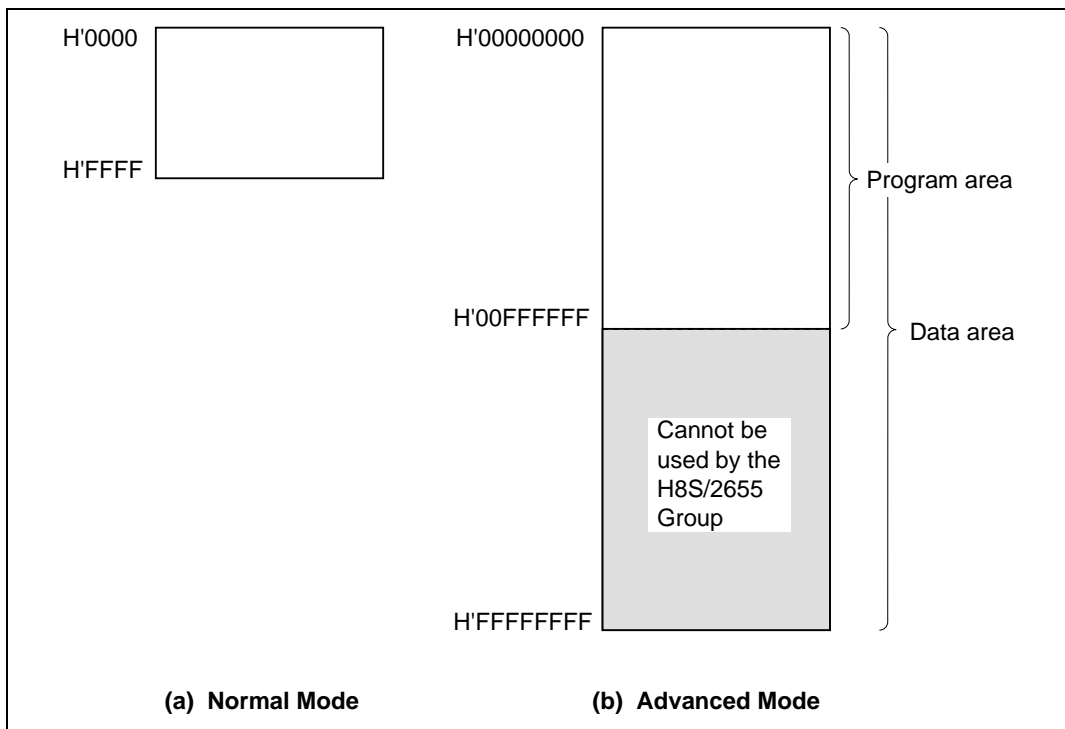 H'0000
H'FFFF
H'00000000
H'00FFFFFF
H'FFFFFFFF
Program area
Data area
Cannot be
used by the
H8S/2655
Group
(a) Normal Mode
(b) Advanced Mode